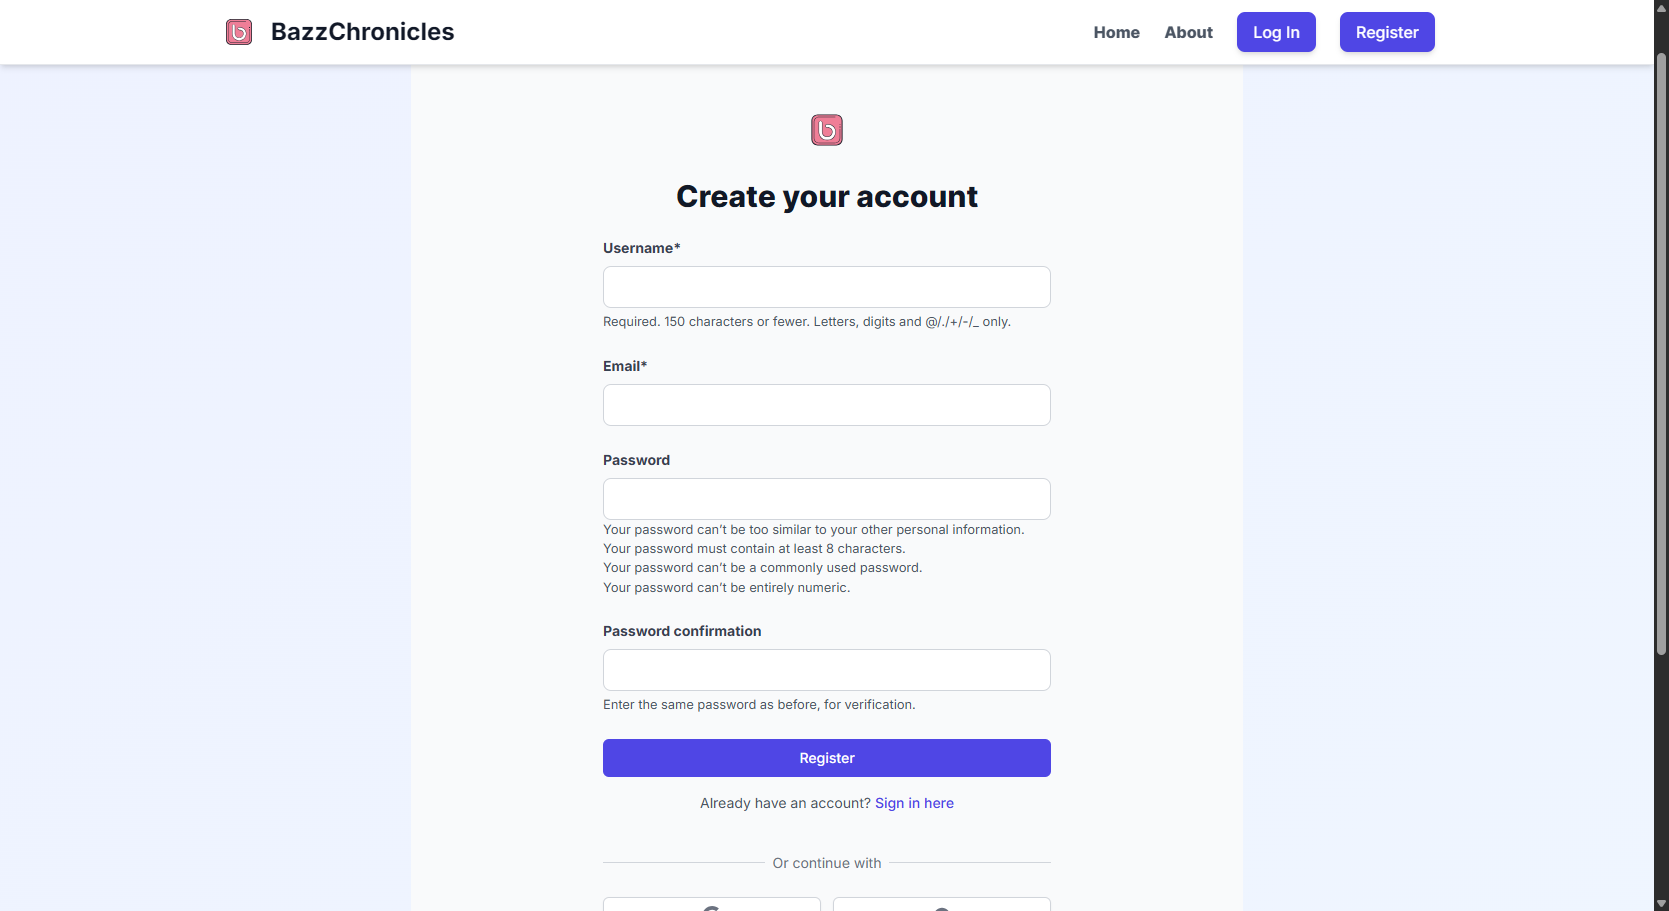 BazzChronicles
Home
About
Log In
Register
Create your account
Username*
Required. 150 characters or fewer. Letters, digits and @/./+/-/_ only.
Email*
Password
Your password can’t be too similar to your other personal information.
Your password must contain at least 8 characters.
Your password can’t be a commonly used password.
Your password can’t be entirely numeric.
Password confirmation
Enter the same password as before, for verification.
Register
Already have an account? Sign in here
Or continue with